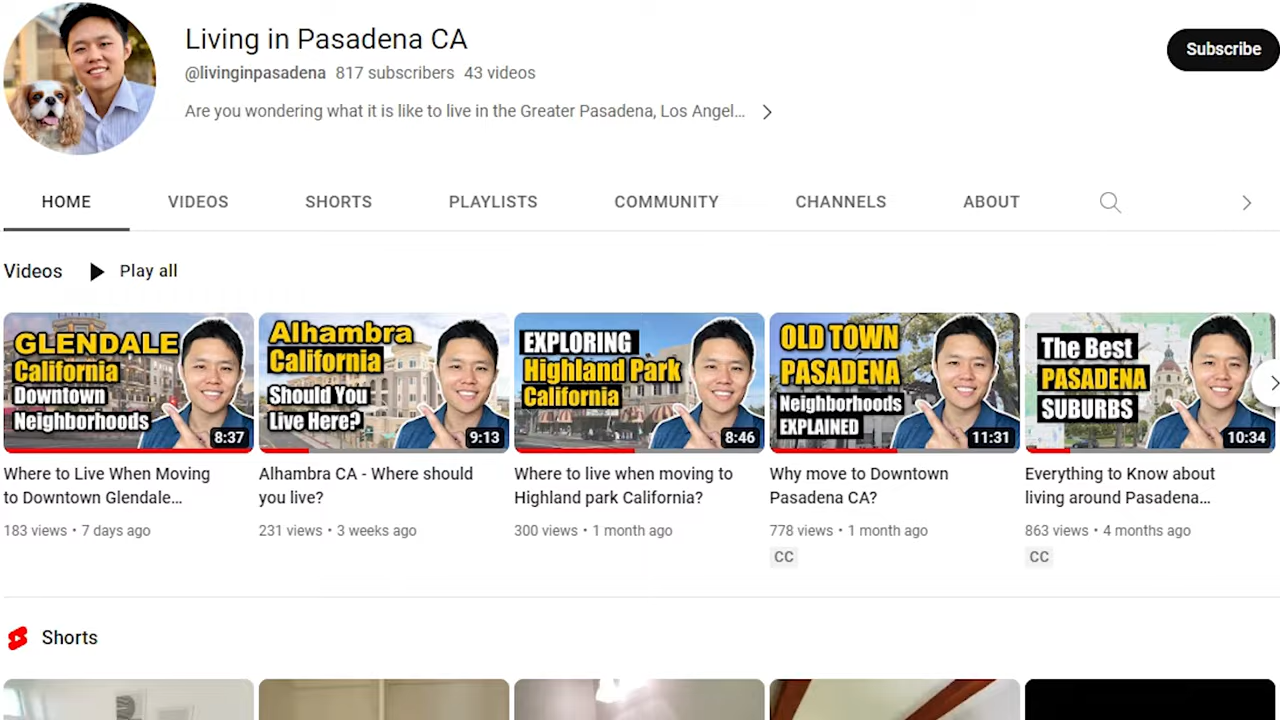 Living in Pasadena CA
@livinginpasadena 817 subscribers 43 videos
Subscribe
Are you wondering what it is like to live in the Greater Pasadena, Los Angel...
HOME VIDEOS SHORTS PLAYLISTS COMMUNITY CHANNELS ABOUT
Videos Play all
GLENDALE
California
Downtown
Neighborhoods
8:37
Alhambra
California
Should You
Live Here?
9:13
EXPLORING
Highland Park
California
8:46
OLD TOWN
PASADENA
Neighborhoods
EXPLAINED
11:31
The Best
PASADENA
SUBURBS
10:34
Where to Live When Moving
to Downtown Glendale...
183 views • 7 days ago
Alhambra CA - Where should
you live?
231 views • 3 weeks ago
Where to live when moving to
Highland park California?
300 views • 1 month ago
Why move to Downtown
Pasadena CA?
778 views • 1 month ago
CC
Everything to Know about
living around Pasadena...
863 views • 4 months ago
CC
Shorts